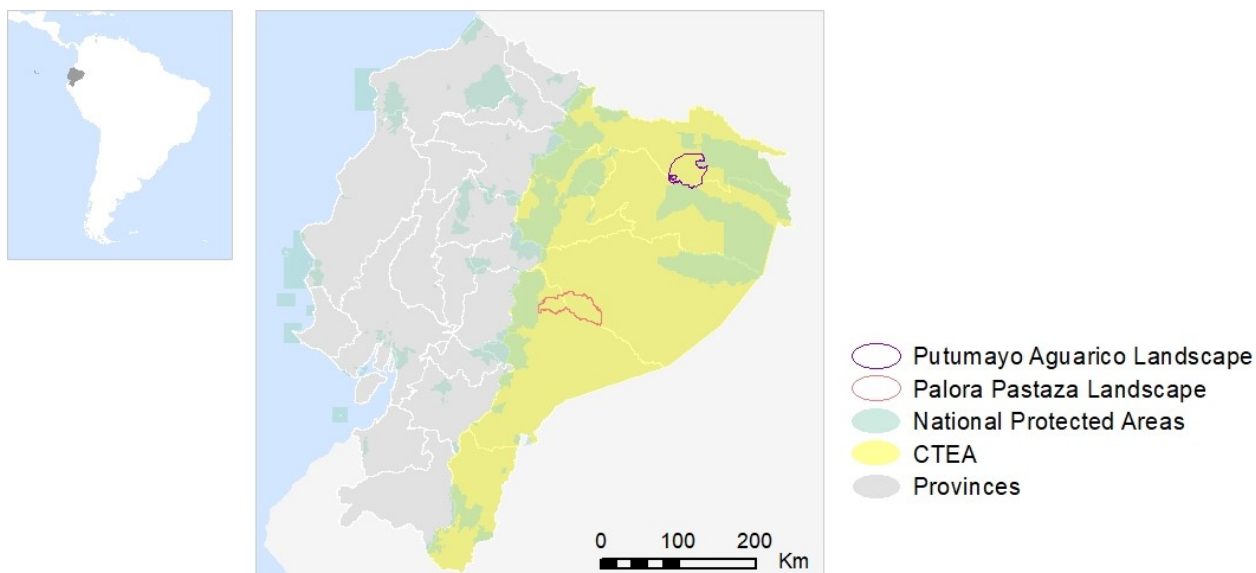 Putumayo Aguarico Landscape
Palora Pastaza Landscape
National Protected Areas
CTEA
Provinces
0 100 200
Km